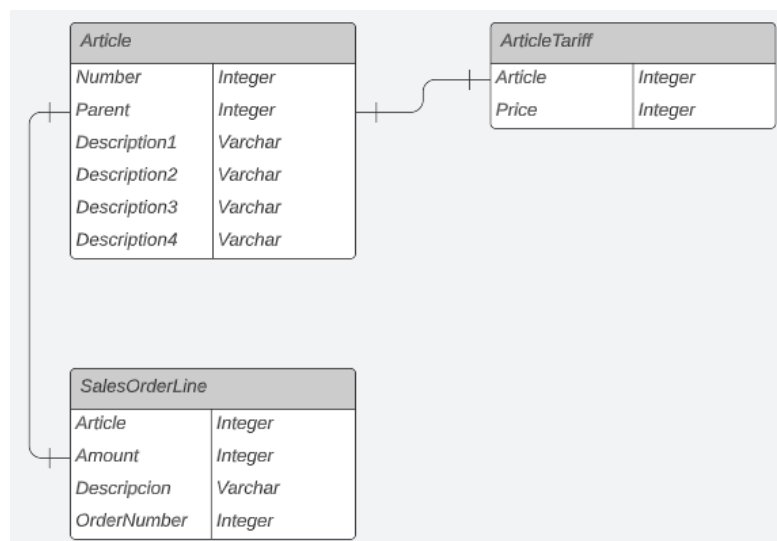 Article
Number Integer
Parent Integer
Description1 Varchar
Description2 Varchar
Description3 Varchar
Description4 Varchar
ArticleTariff
Article Integer
Price Integer
SalesOrderLine
Article Integer
Amount Integer
Descripcion Varchar
OrderNumber Integer